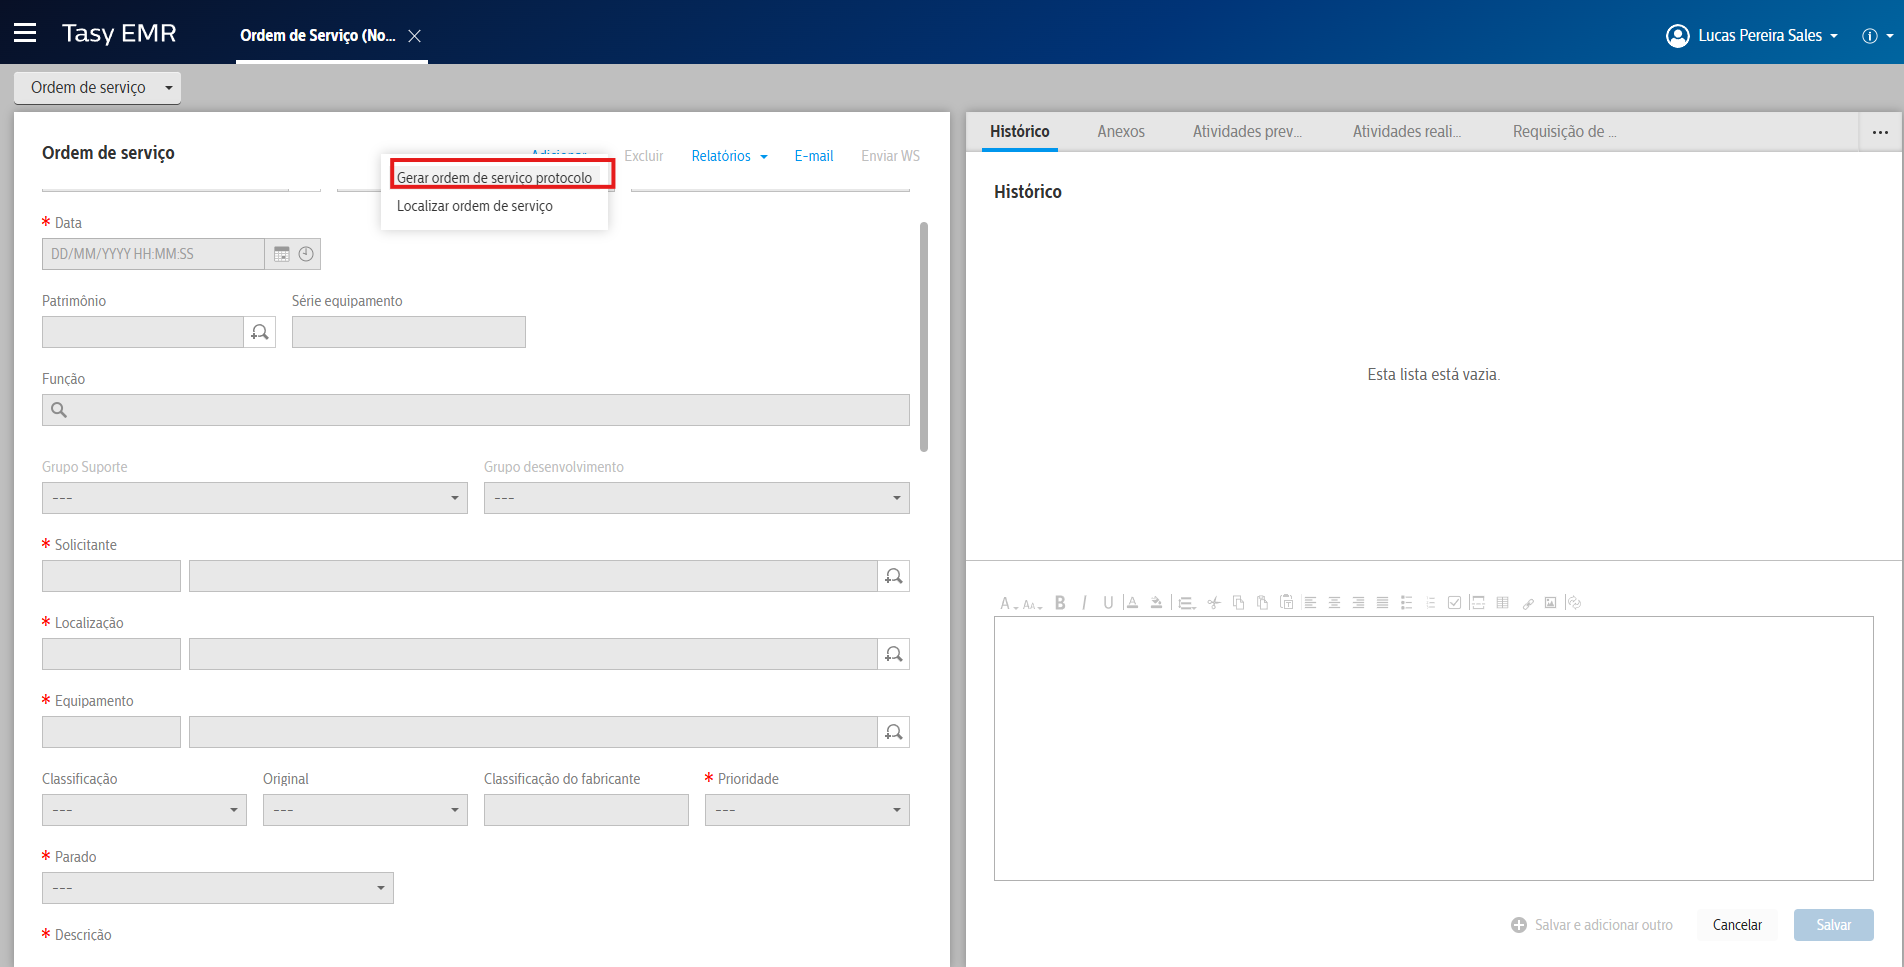 Tasy EMR
Ordem de Serviço (No...
Lucas Pereira Sales
Ordem de serviço
Ordem de serviço
Adicionar
Excluir
Relatórios
E-mail
Enviar WS
Gerar ordem de serviço protocolo
Localizar ordem de serviço
* Data
DD/MM/YYYY HH:MM:SS
Patrimônio
Série equipamento
Função
Grupo Suporte
Grupo desenvolvimento
---
---
* Solicitante
* Localização
* Equipamento
Classificação
Original
Classificação do fabricante
* Prioridade
---
---
---
* Parado
---
* Descrição
Histórico
Anexos
Atividades prev...
Atividades reali...
Requisição de ...
Histórico
Esta lista está vazia.
Salvar e adicionar outro
Cancelar
Salvar